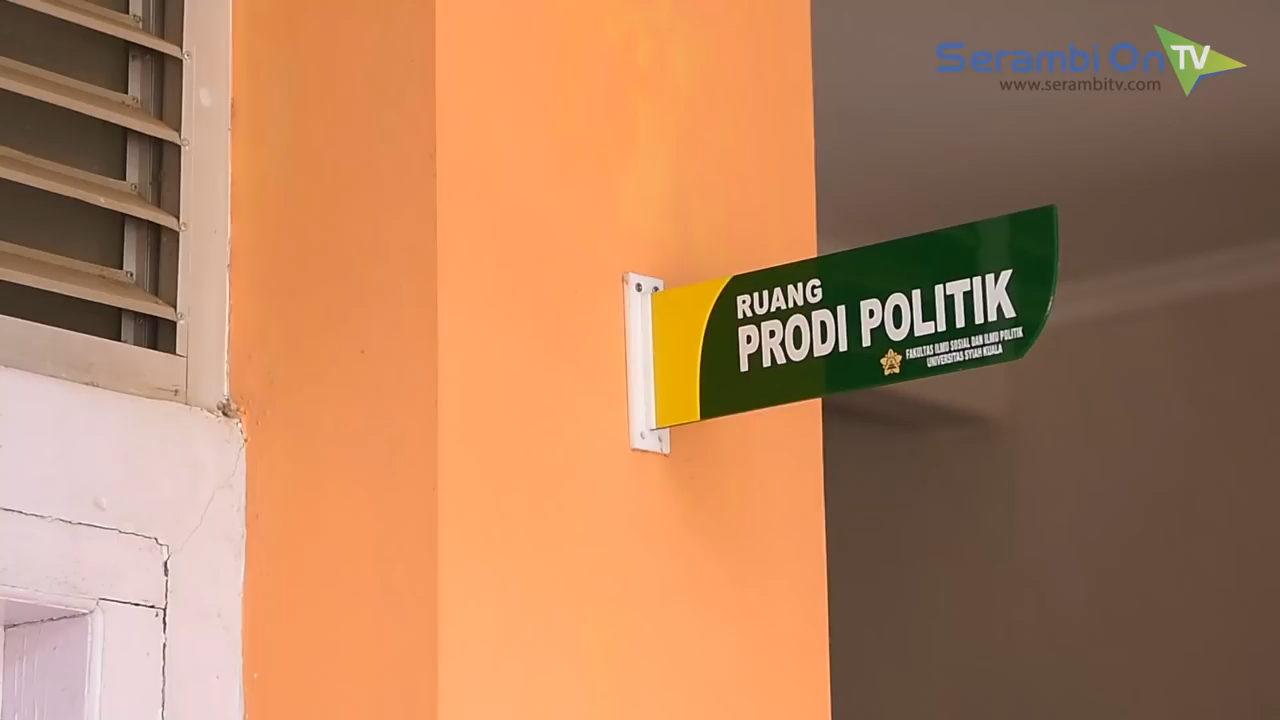 Serambi On TV
www.serambitv.com
RUANG
PRODI POLITIK
FAKULTAS ILMU SOSIAL DAN ILMU POLITIK
UNIVERSITAS SYIAH KUALA